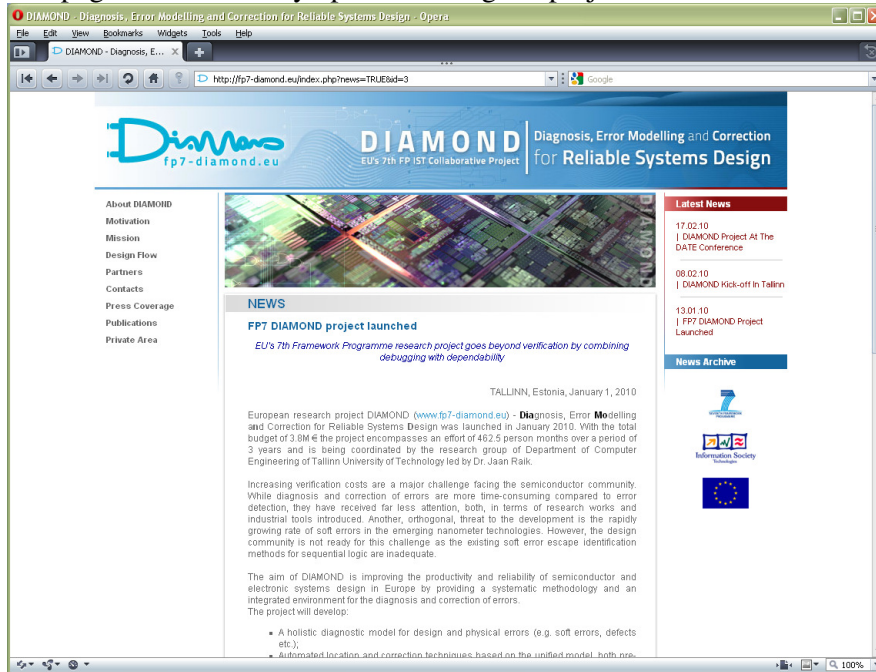 DIAMOND - Diagnosis, Error Modelling and Correction for Reliable Systems Design - Opera
File Edit View Bookmarks Widgets Tools Help
DIAMOND - Diagnosis, E...
http://fp7-diamond.eu/index.php?news=TRUE&id=3
Google
Diamond
fp7-diamond.eu
DIAMOND
EU's 7th FP IST Collaborative Project
Diagnosis, Error Modelling and Correction
for Reliable Systems Design
About DIAMOND
Motivation
Mission
Design Flow
Partners
Contacts
Press Coverage
Publications
Private Area
DIAMOND
NEWS
FP7 DIAMOND project launched
EU's 7th Framework Programme research project goes beyond verification by combining
debugging with dependability
TALLINN, Estonia, January 1, 2010
European research project DIAMOND (www.fp7-diamond.eu) - Diagnosis, Error Modelling
and Correction for Reliable Systems Design was launched in January 2010. With the total
budget of 3.8M € the project encompasses an effort of 462.5 person months over a period of
3 years and is being coordinated by the research group of Department of Computer
Engineering of Tallinn University of Technology led by Dr. Jaan Raik.
Increasing verification costs are a major challenge facing the semiconductor community.
While diagnosis and correction of errors are more time-consuming compared to error
detection, they have received far less attention, both, in terms of research works and
industrial tools introduced. Another, orthogonal, threat to the development is the rapidly
growing rate of soft errors in the emerging nanometer technologies. However, the design
community is not ready for this challenge as the existing soft error escape identification
methods for sequential logic are inadequate.
The aim of DIAMOND is improving the productivity and reliability of semiconductor and
electronic systems design in Europe by providing a systematic methodology and an
integrated environment for the diagnosis and correction of errors.
The project will develop:
A holistic diagnostic model for design and physical errors (e.g. soft errors, defects
etc.);
Automated location and correction techniques based on the unified model, both pre-
Latest News
17.02.10
| DIAMOND Project At The
DATE Conference
08.02.10
| DIAMOND Kick-off In Tallinn
13.01.10
| FP7 DIAMOND Project
Launched
News Archive
Information Society
Technologies
100%